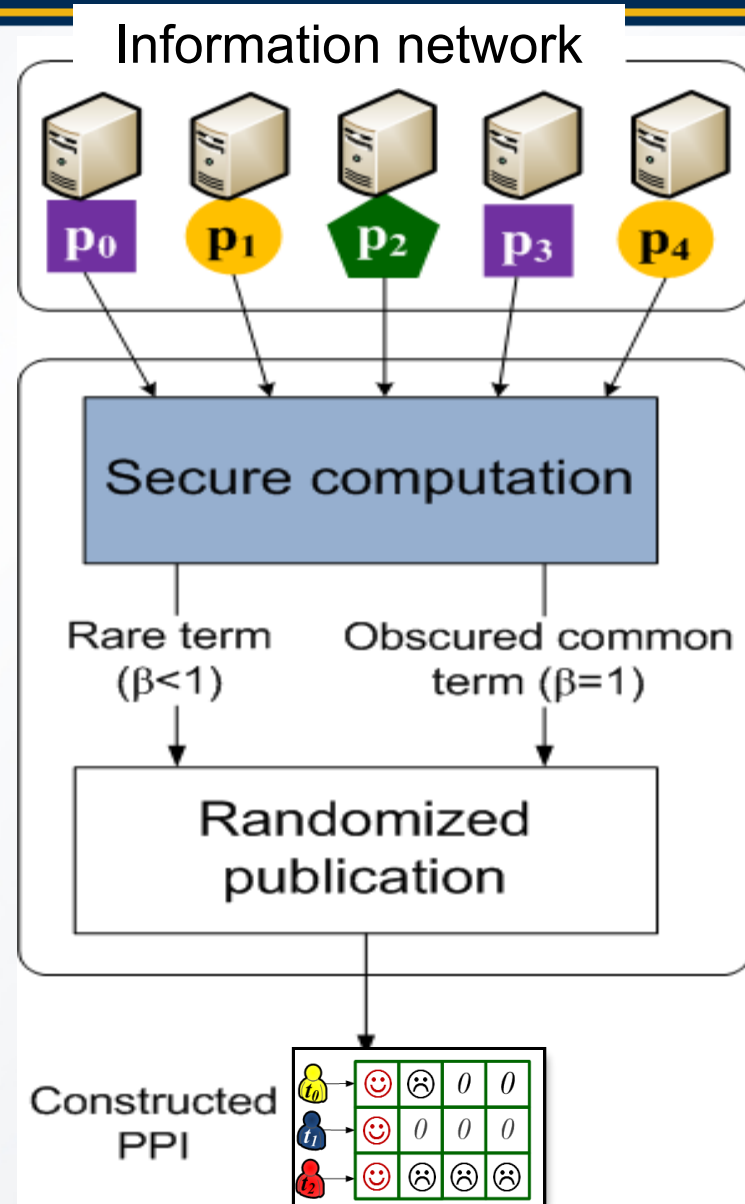 Information network
p₀ p₁ p₂ p₃ p₄
Secure computation
Rare term
(β<1)
Obscured common
term (β=1)
Randomized
publication
Constructed
PPI
t₀ 0 0
t₁ 0 0 0
t₂